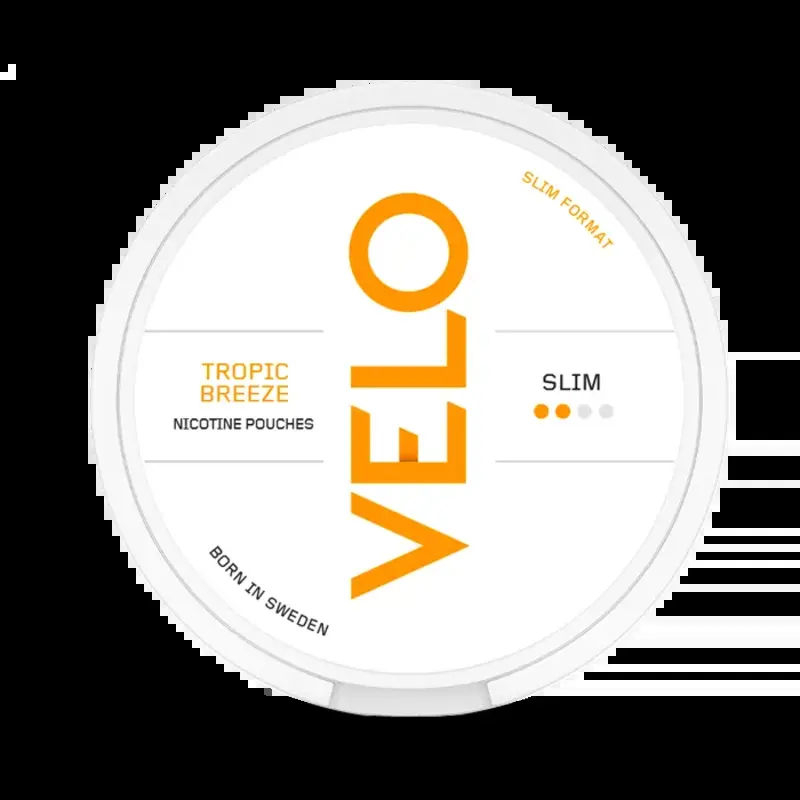 SLIM FORMAT
VELO
TROPIC
BREEZE
NICOTINE POUCHES
SLIM
BORN IN SWEDEN